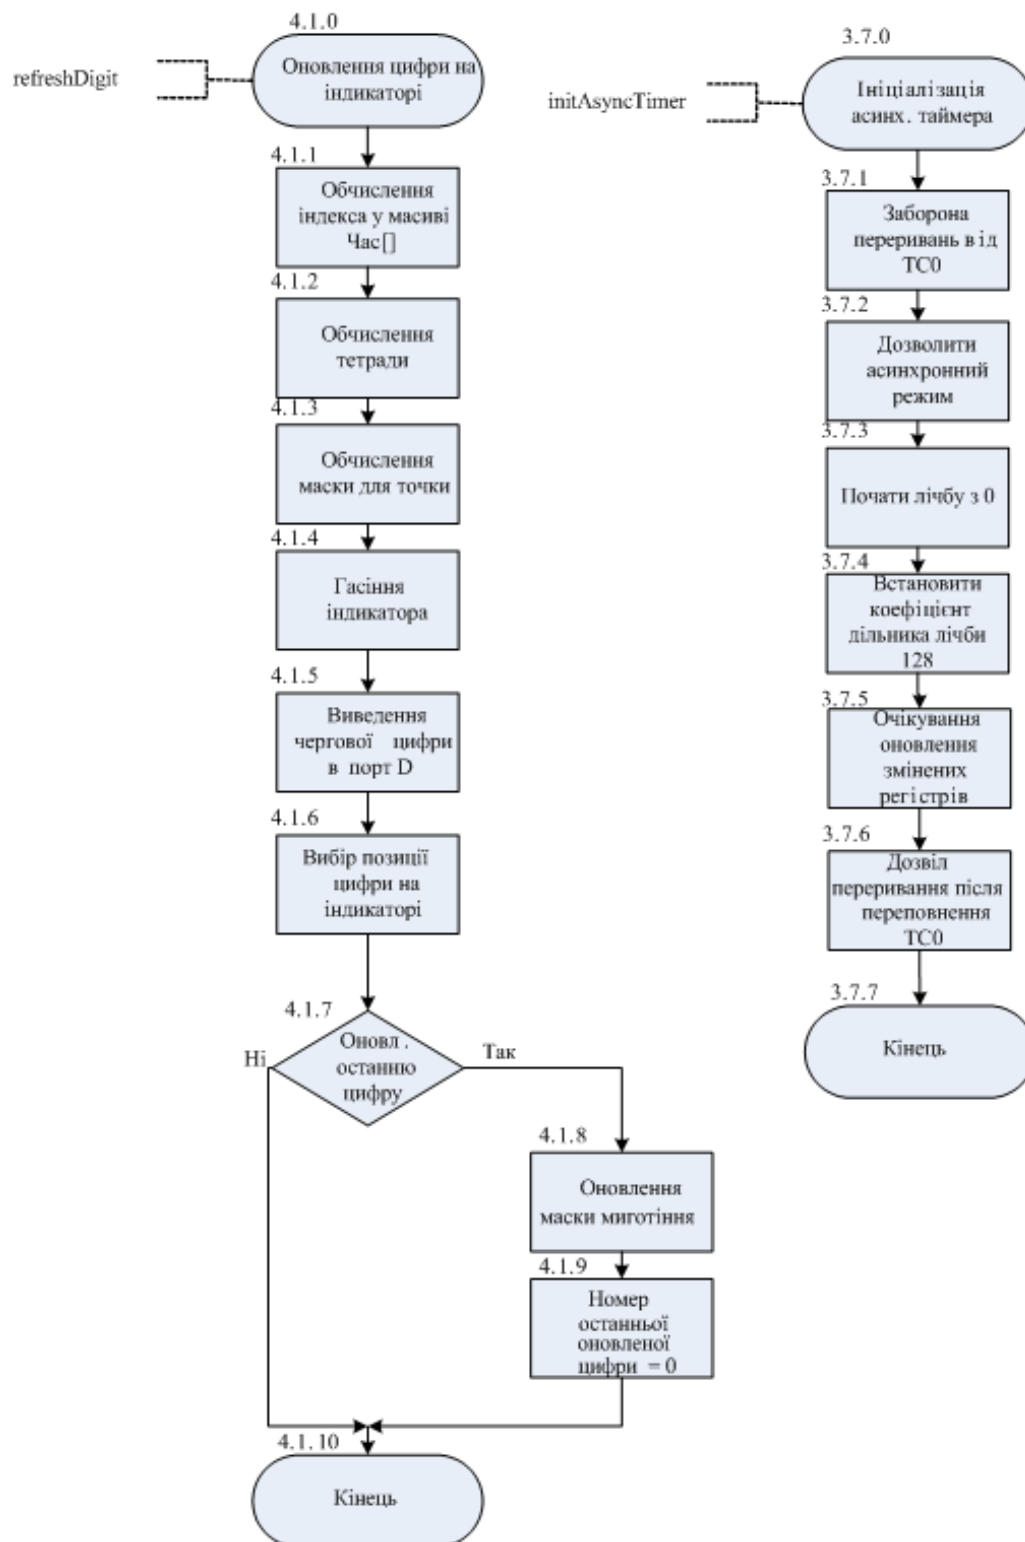 4.1.0
refreshDigit
Оновлення цифри на
індикаторі
4.1.1
Обчислення
індекса у масиві
Час[]
4.1.2
Обчислення
тетради
4.1.3
Обчислення
маски для точки
4.1.4
Гасіння
індикатора
4.1.5
Виведення
чергової цифри
в порт D
4.1.6
Вибір позиції
цифри на
індикаторі
4.1.7
Оновл.
останню
цифру
Ні
Так
4.1.8
Оновлення
маски миготіння
4.1.9
Номер
останньої
оновленої
цифри = 0
4.1.10
Кінець
3.7.0
initAsyncTimer
Ініціалізація
асинх. таймера
3.7.1
Заборона
переривань від
TC0
3.7.2
Дозволити
асинхронний
режим
3.7.3
Почати лічбу з 0
3.7.4
Встановити
коефіцієнт
дільника лічби
128
3.7.5
Очікування
оновлення
змінених
регістрів
3.7.6
Дозвіл
переривання після
переповнення
TC0
3.7.7
Кінець